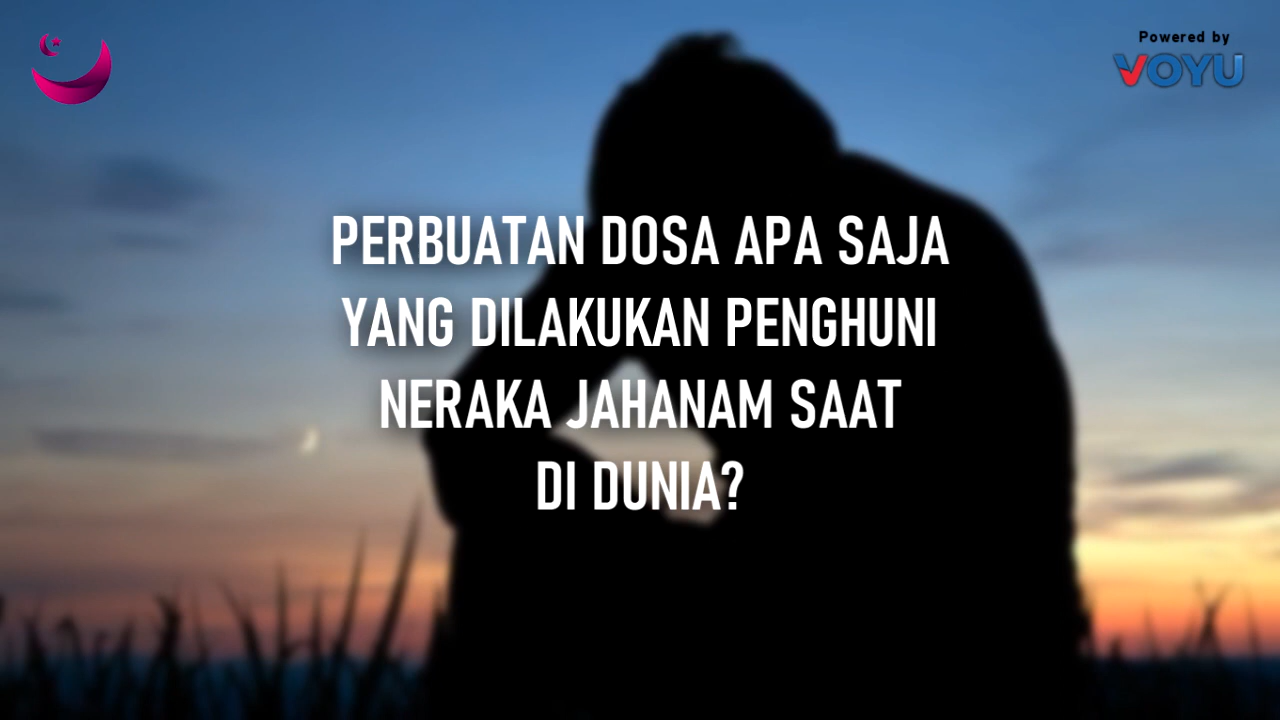 Powered by
VOYU
PERBUATAN DOSA APA SAJA
YANG DILAKUKAN PENGHUNI
NERAKA JAHANAM SAAT
DI DUNIA?